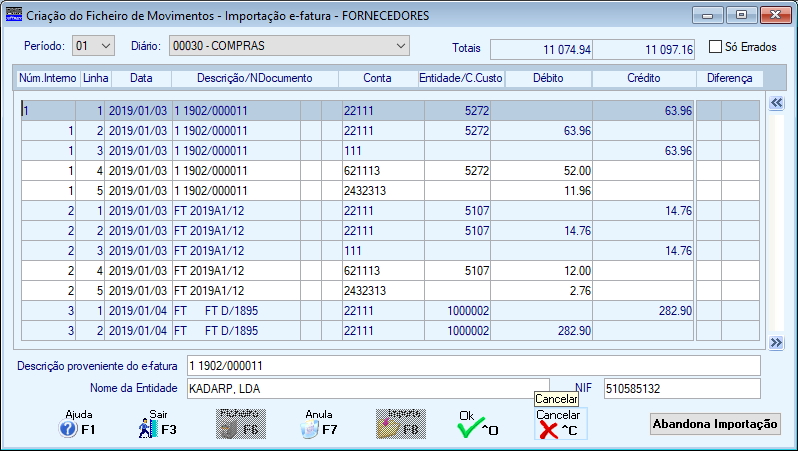 Criação do Ficheiro de Movimentos - Importação e-fatura - FORNECEDORES
Período: 01 Diário: 00030 - COMPRAS Totais 11 074.94 11 097.16 Só Errados
Núm.Interno Linha Data Descrição/NDocumento Conta Entidade/C.Custo Débito Crédito Diferença
1 1 2019/01/03 1 1902/000011 22111 5272 63.96
1 2 2019/01/03 1 1902/000011 22111 5272 63.96
1 3 2019/01/03 1 1902/000011 111 63.96
1 4 2019/01/03 1 1902/000011 621113 5272 52.00
1 5 2019/01/03 1 1902/000011 2432313 11.96
2 1 2019/01/03 FT 2019A1/12 22111 5107 14.76
2 2 2019/01/03 FT 2019A1/12 22111 5107 14.76
2 3 2019/01/03 FT 2019A1/12 111 14.76
2 4 2019/01/03 FT 2019A1/12 621113 5107 12.00
2 5 2019/01/03 FT 2019A1/12 2432313 2.76
3 1 2019/01/04 FT FT D/1895 22111 1000002 282.90
3 2 2019/01/04 FT FT D/1895 22111 1000002 282.90
Descrição proveniente do e-fatura 1 1902/000011
Nome da Entidade KADARP, LDA NIF 510585132
Cancelar
Ajuda F1 Sair F3 Ficheiro F6 Anula F7 Importa F8 Ok ^O Cancelar ^C Abandona Importação